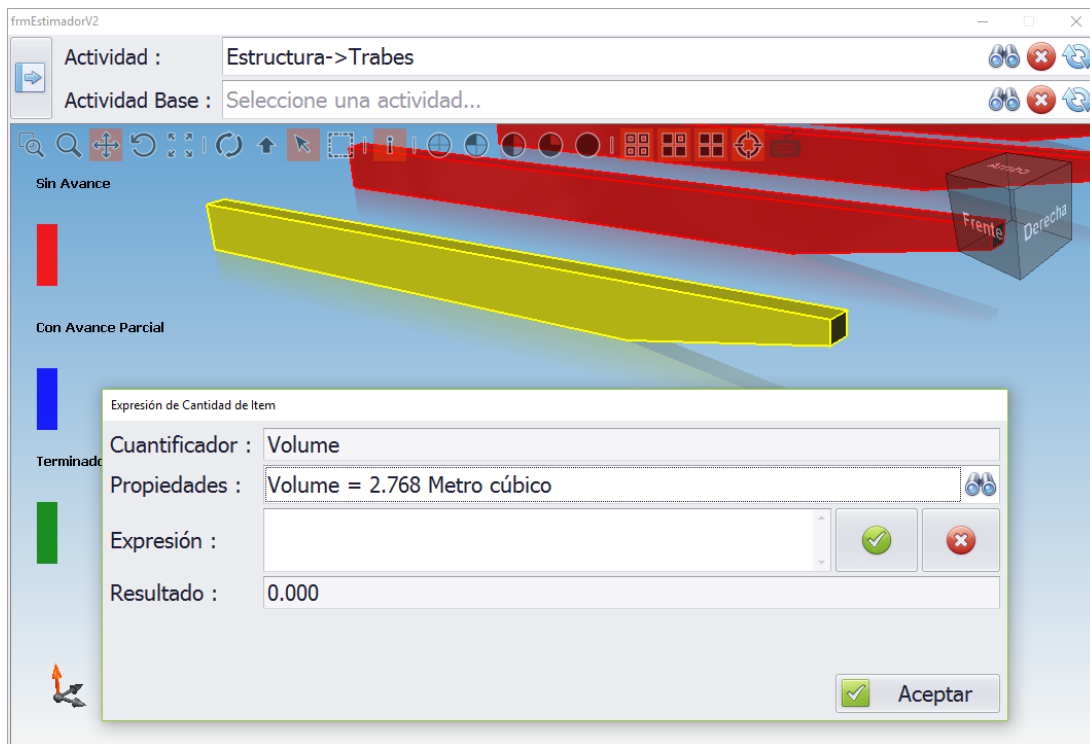 frmEstimadorV2
Actividad : Estructura->Trabes
Actividad Base : Seleccione una actividad...
Sin Avance
Arriba
Frente Derecha
Con Avance Parcial
Expresión de Cantidad de Item
Cuantificador : Volume
Terminado
Propiedades : Volume = 2.768 Metro cúbico
Expresión :
Resultado : 0.000
Aceptar